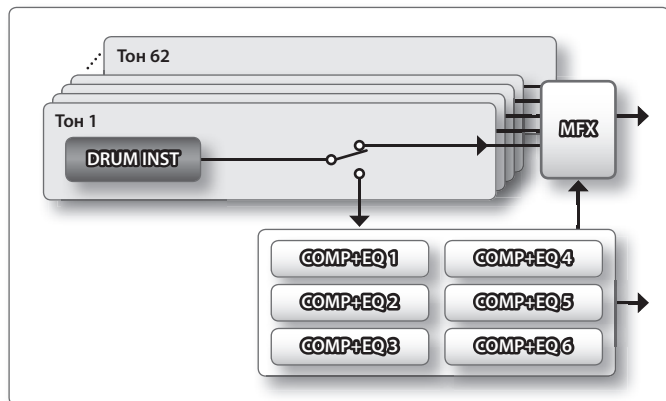 Тон 62
Тон 1
DRUM INST
MFX
COMP+EQ 1
COMP+EQ 4
COMP+EQ 2
COMP+EQ 5
COMP+EQ 3
COMP+EQ 6